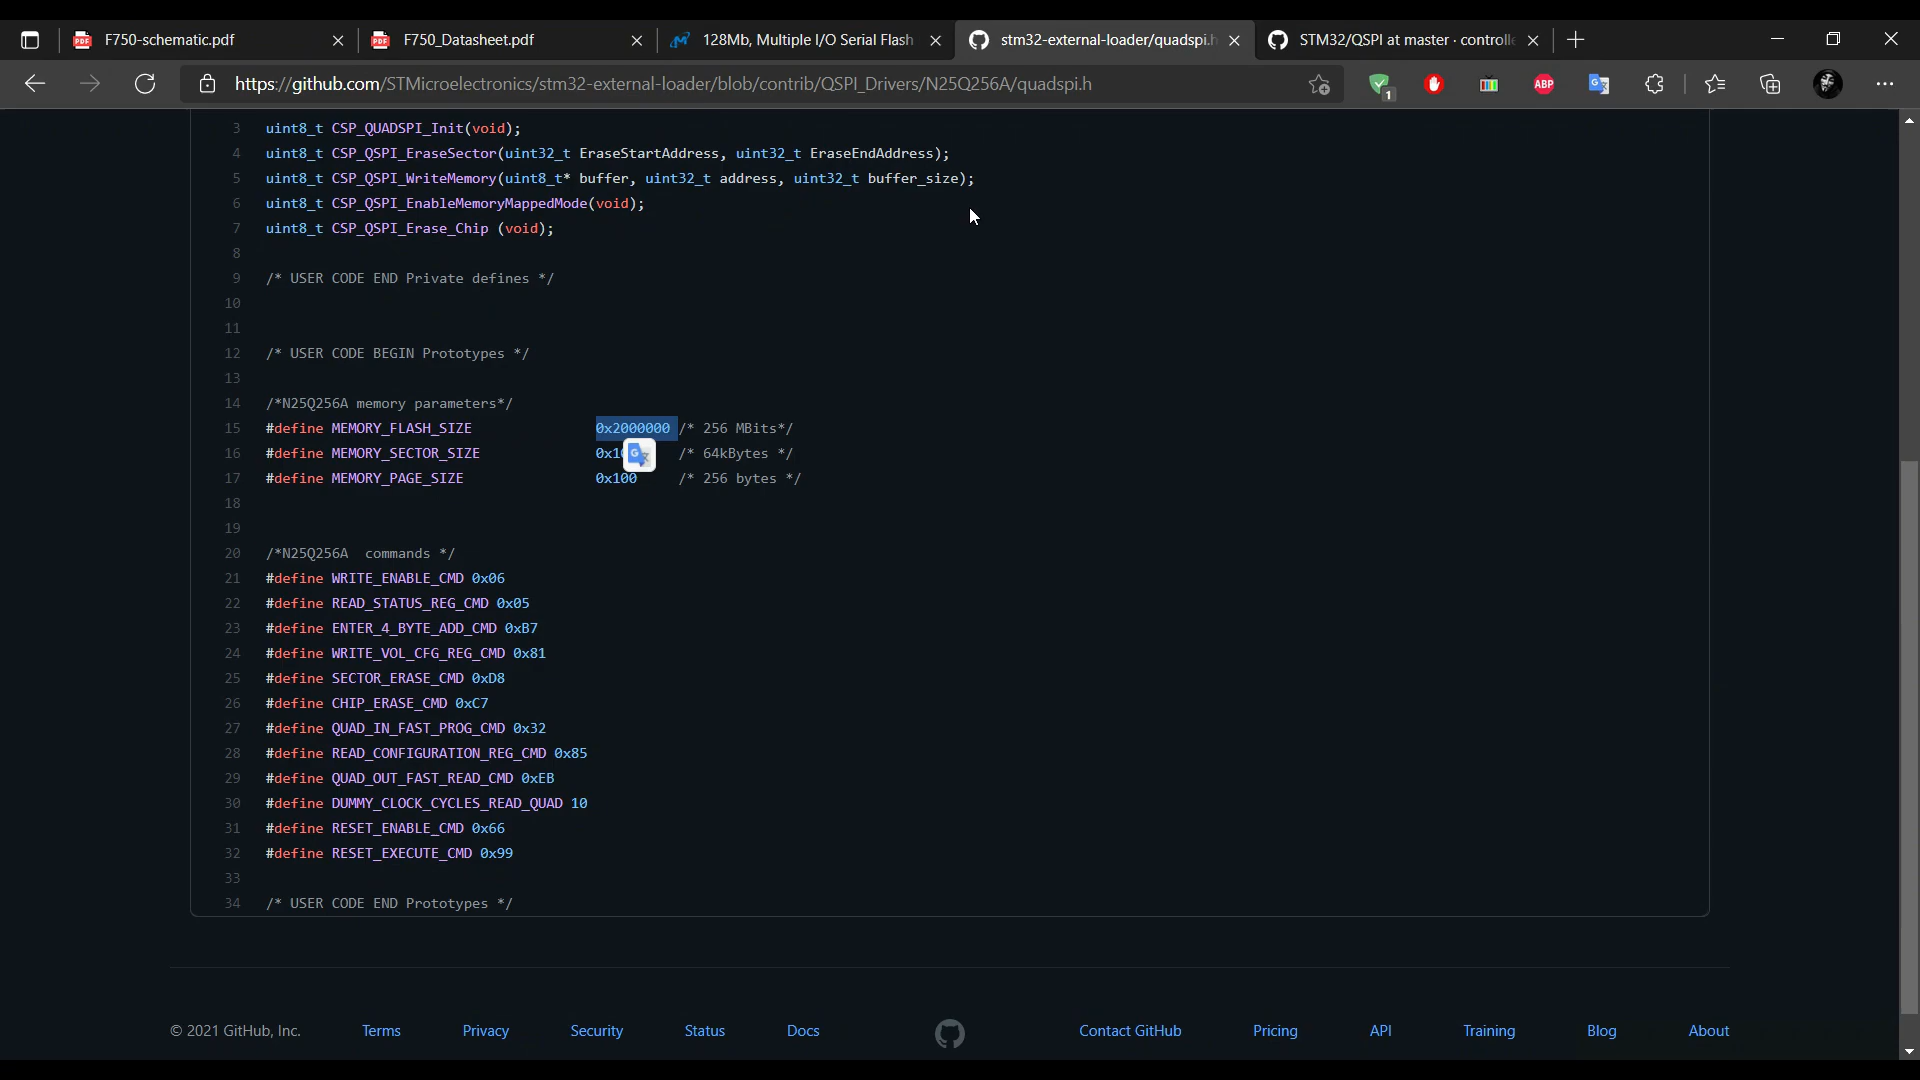 F750-schematic.pdf
F750_Datasheet.pdf
128Mb, Multiple I/O Serial Flash
stm32-external-loader/quadspi.h
STM32/QSPI at master · controlle
https://github.com/STMicroelectronics/stm32-external-loader/blob/contrib/QSPI_Drivers/N25Q256A/quadspi.h
1
ABP
3 uint8_t CSP_QUADSPI_Init(void);
4 uint8_t CSP_QSPI_EraseSector(uint32_t EraseStartAddress, uint32_t EraseEndAddress);
5 uint8_t CSP_QSPI_WriteMemory(uint8_t* buffer, uint32_t address, uint32_t buffer_size);
6 uint8_t CSP_QSPI_EnableMemoryMappedMode(void);
7 uint8_t CSP_QSPI_Erase_Chip (void);
8
9 /* USER CODE END Private defines */
10
11
12 /* USER CODE BEGIN Prototypes */
13
14 /*N25Q256A memory parameters*/
15 #define MEMORY_FLASH_SIZE 0x2000000 /* 256 MBits*/
16 #define MEMORY_SECTOR_SIZE 0x1 /* 64kBytes */
17 #define MEMORY_PAGE_SIZE 0x100 /* 256 bytes */
18
19
20 /*N25Q256A commands */
21 #define WRITE_ENABLE_CMD 0x06
22 #define READ_STATUS_REG_CMD 0x05
23 #define ENTER_4_BYTE_ADD_CMD 0xB7
24 #define WRITE_VOL_CFG_REG_CMD 0x81
25 #define SECTOR_ERASE_CMD 0xD8
26 #define CHIP_ERASE_CMD 0xC7
27 #define QUAD_IN_FAST_PROG_CMD 0x32
28 #define READ_CONFIGURATION_REG_CMD 0x85
29 #define QUAD_OUT_FAST_READ_CMD 0xEB
30 #define DUMMY_CLOCK_CYCLES_READ_QUAD 10
31 #define RESET_ENABLE_CMD 0x66
32 #define RESET_EXECUTE_CMD 0x99
33
34 /* USER CODE END Prototypes */
© 2021 GitHub, Inc. Terms Privacy Security Status Docs Contact GitHub Pricing API Training Blog About